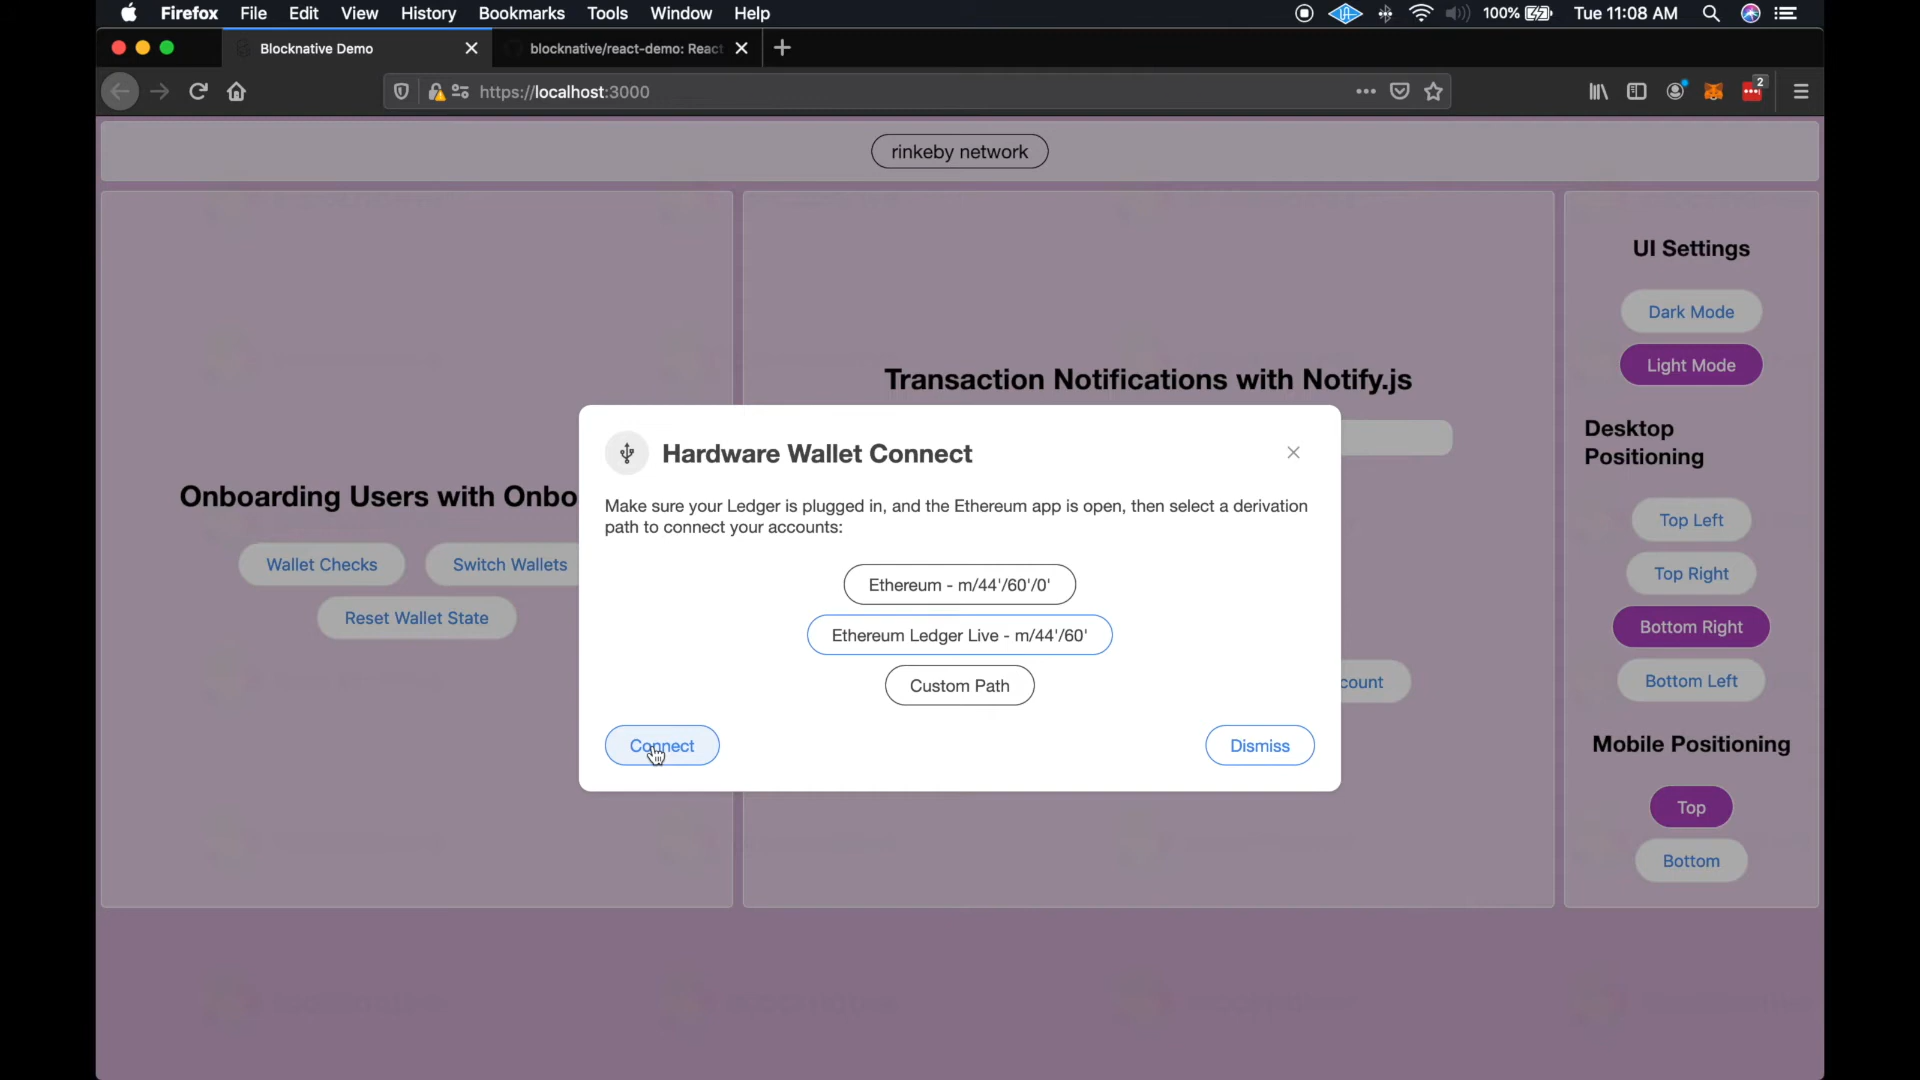 Firefox File Edit View History Bookmarks Tools Window Help 100% Tue 11:08 AM
Blocknative Demo blocknative/react-demo: React
https://localhost:3000 2
rinkeby network
UI Settings
Dark Mode
Light Mode
Desktop
Positioning
Top Left
Top Right
Bottom Right
Bottom Left
Mobile Positioning
Top
Bottom
Transaction Notifications with Notify.js
Onboarding Users with Onbo
Wallet Checks Switch Wallets
Reset Wallet State
count
Hardware Wallet Connect
Make sure your Ledger is plugged in, and the Ethereum app is open, then select a derivation
path to connect your accounts:
Ethereum - m/44'/60'/0'
Ethereum Ledger Live - m/44'/60'
Custom Path
Connect Dismiss